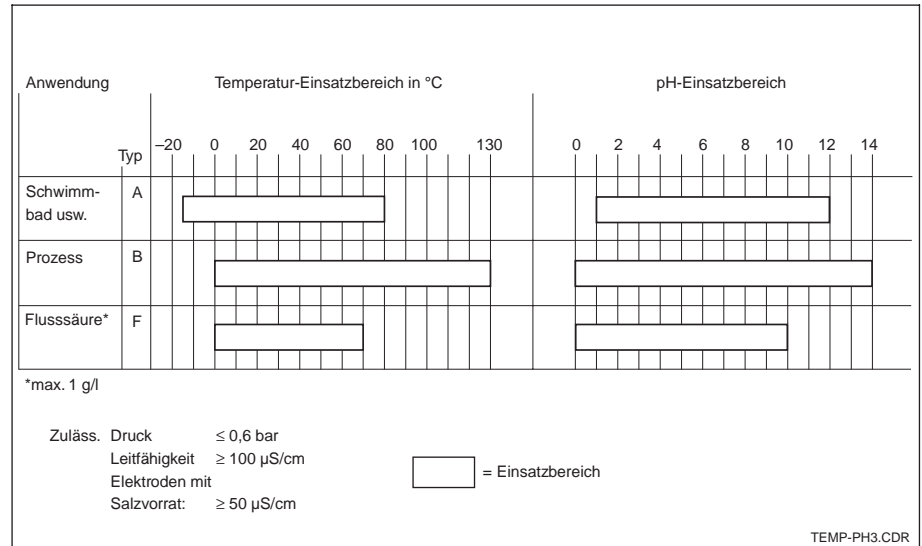 Anwendung Temperatur-Einsatzbereich in °C pH-Einsatzbereich
Typ –20 0 20 40 60 80 100 130 0 2 4 6 8 10 12 14
Schwimm- A
bad usw.
Prozess B
Flusssäure* F
*max. 1 g/l
Zuläss. Druck ≤ 0,6 bar
Leitfähigkeit ≥ 100 µS/cm
Elektroden mit
= Einsatzbereich
Salzvorrat: ≥ 50 µS/cm
TEMP-PH3.CDR